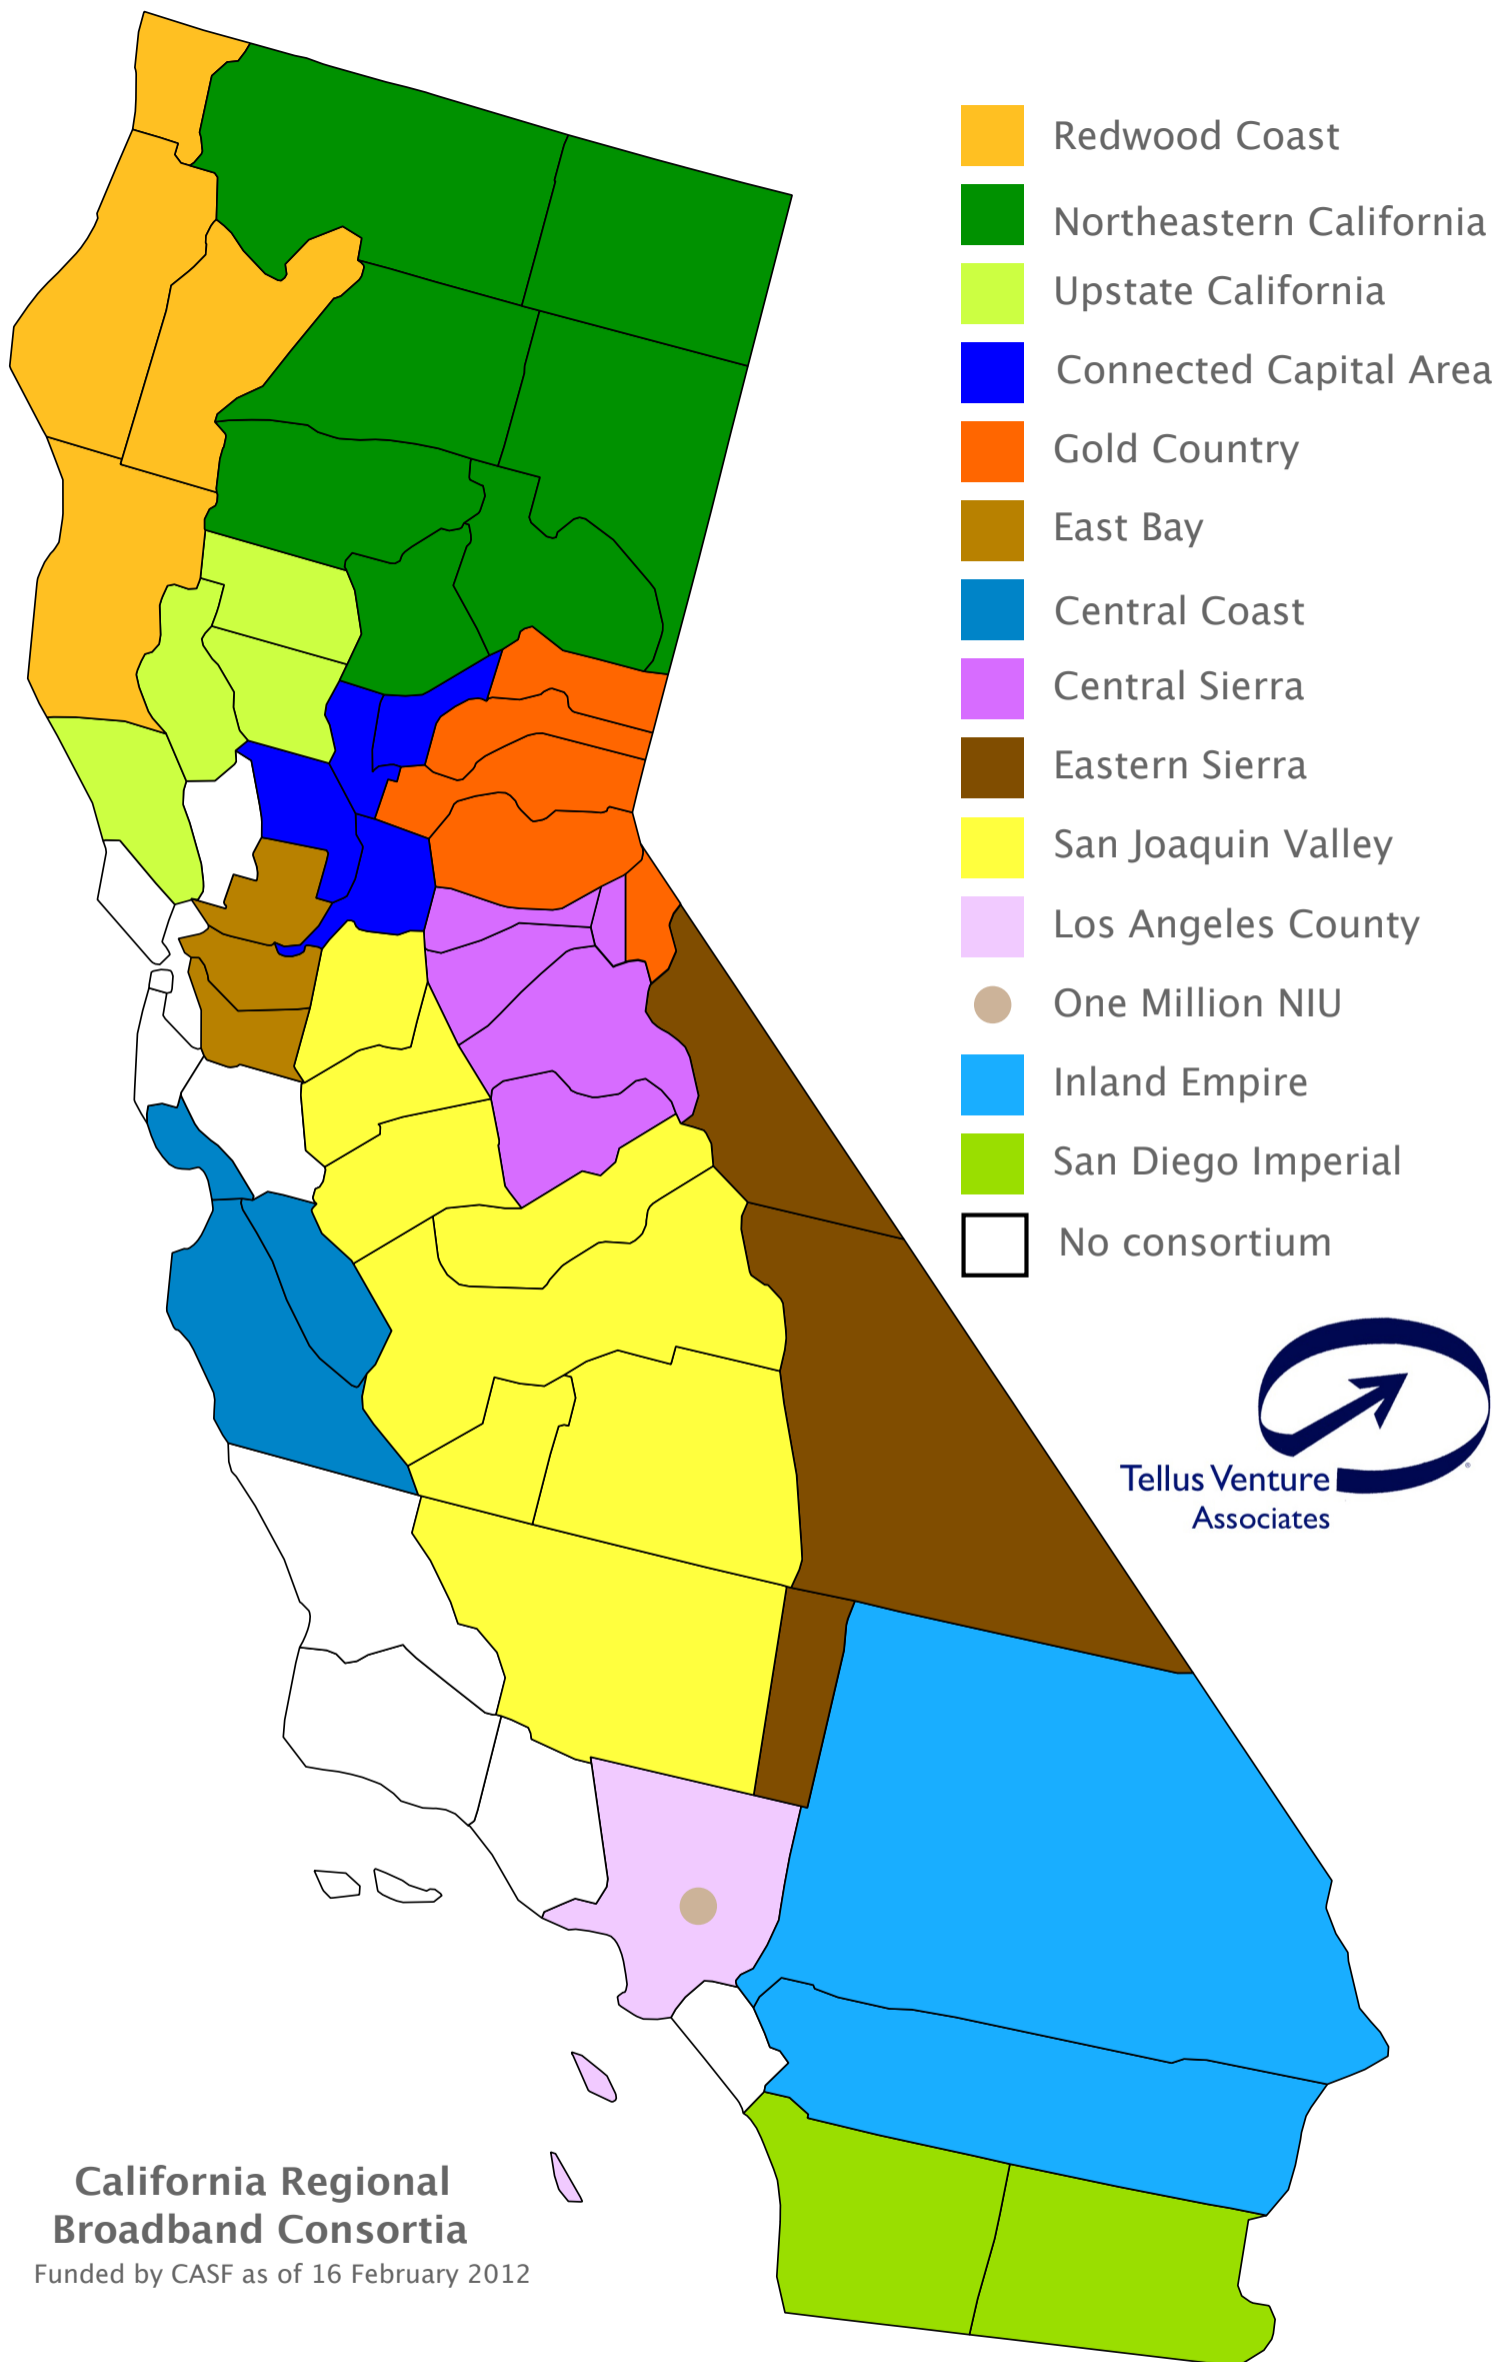 Redwood Coast
Northeastern California
Upstate California
Connected Capital Area
Gold Country
East Bay
Central Coast
Central Sierra
Eastern Sierra
San Joaquin Valley
Los Angeles County
One Million NIU
Inland Empire
San Diego Imperial
No consortium
Tellus Venture
Associates
®
California Regional
Broadband Consortia
Funded by CASF as of 16 February 2012